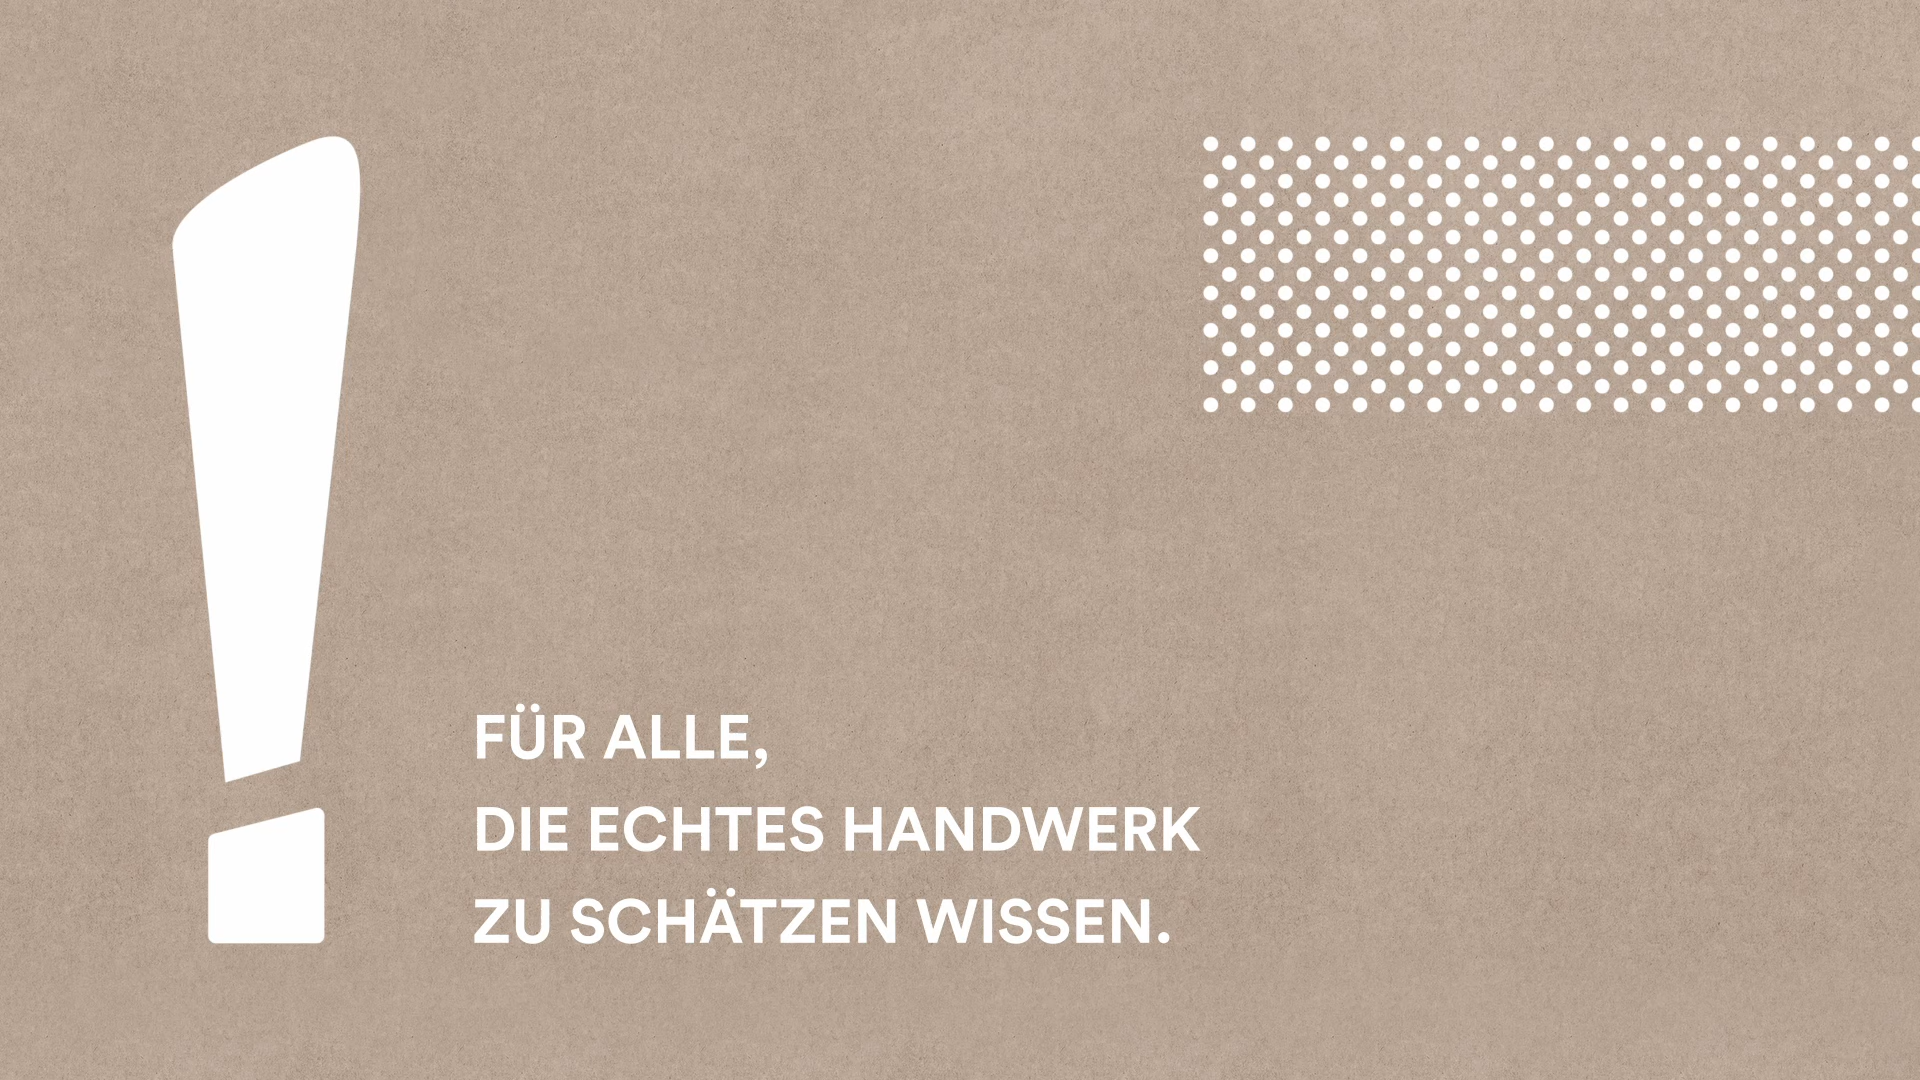 !
FÜR ALLE,
DIE ECHTES HANDWERK
ZU SCHÄTZEN WISSEN.